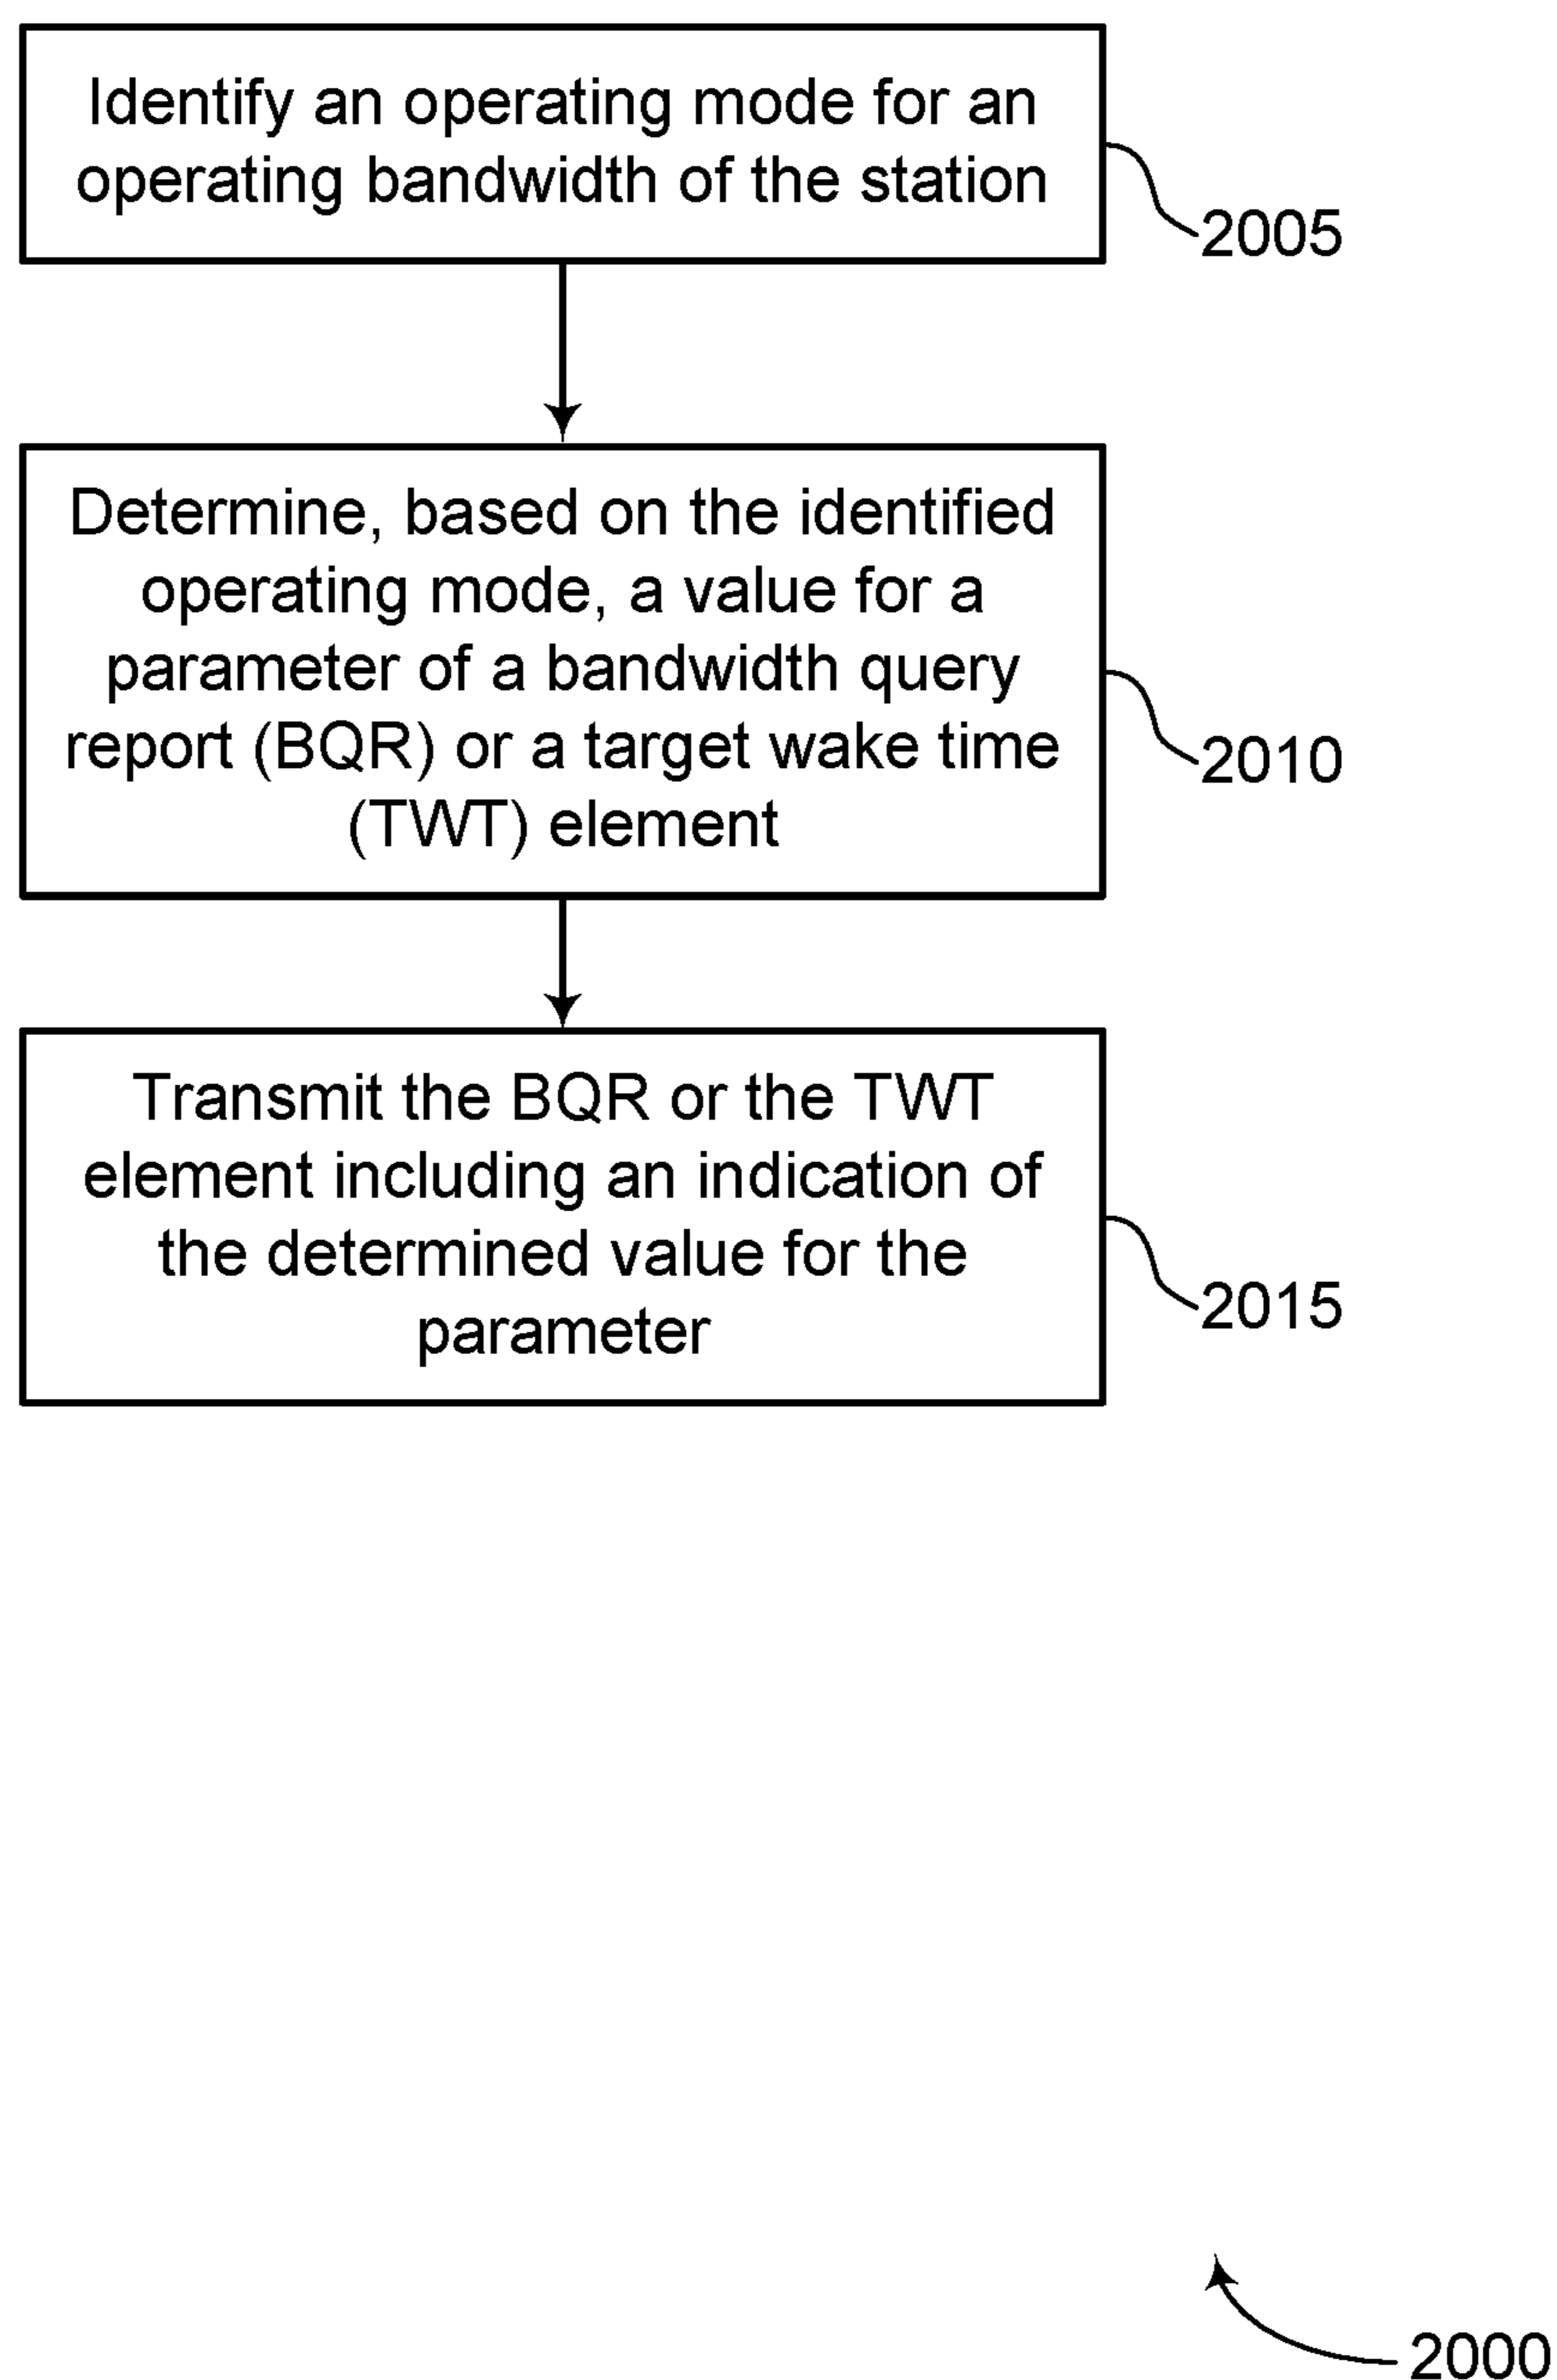 Identify an operating mode for an
operating bandwidth of the station
2005
Determine, based on the identified
operating mode, a value for a
parameter of a bandwidth query
report (BQR) or a target wake time
(TWT) element
2010
Transmit the BQR or the TWT
element including an indication of
the determined value for the
parameter
2015
2000